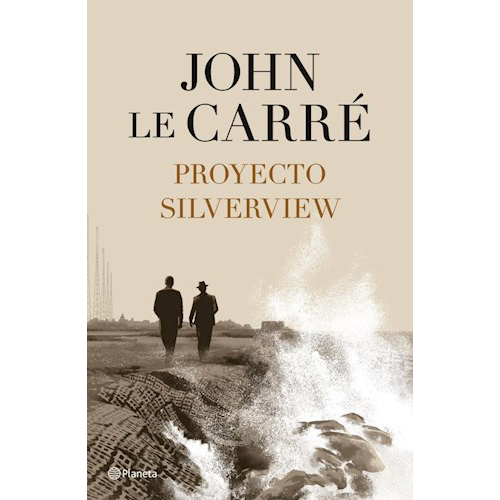 JOHN
LE CARRÉ
PROYECTO
SILVERVIEW
Planeta